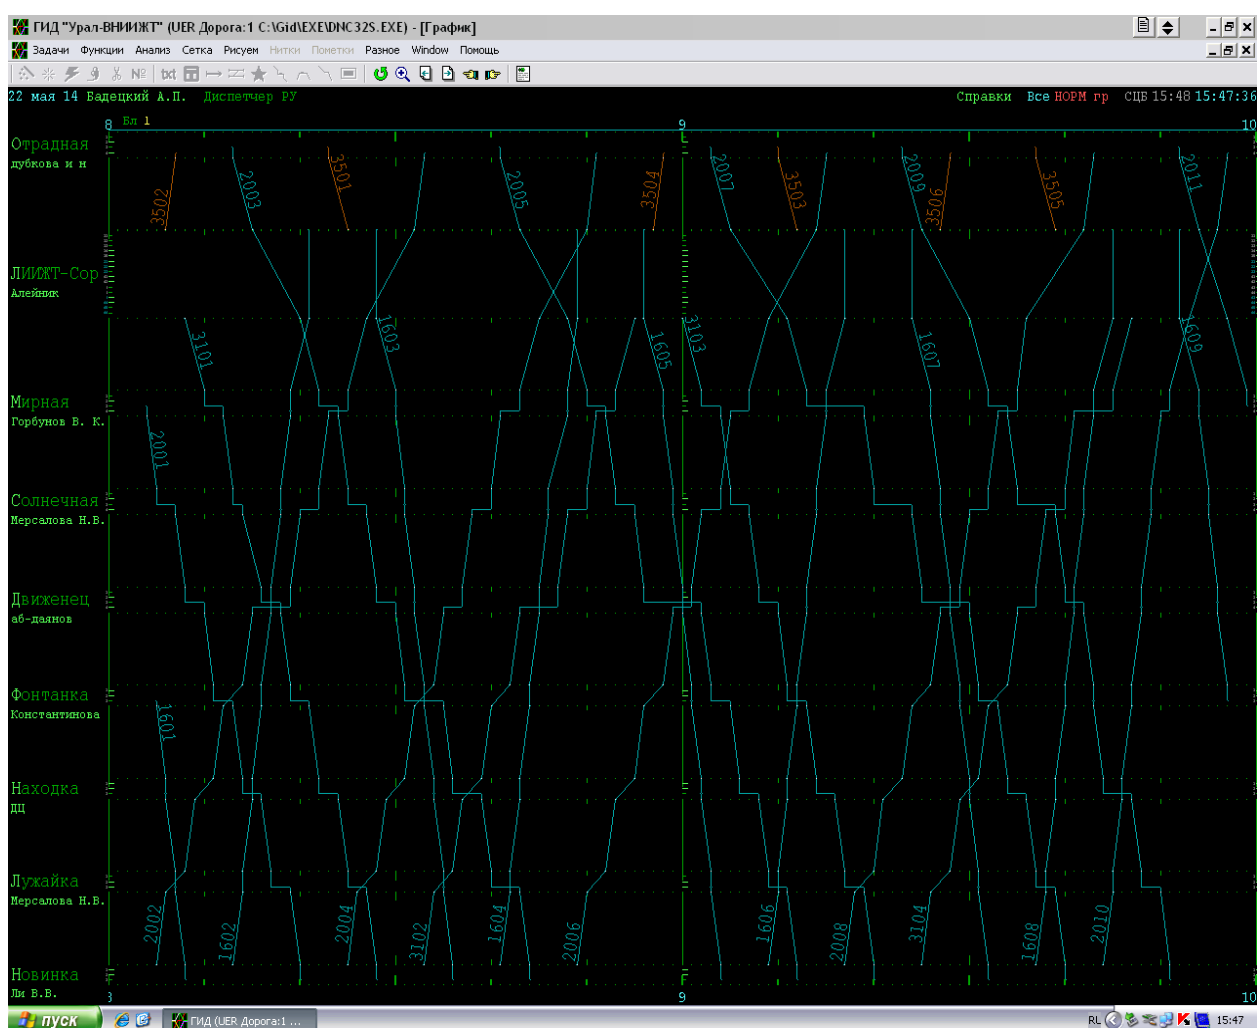 ГИД "Урал-ВНИИЖТ" (UER Дорога:1 C:\Gid\EXE\DNC32S.EXE) - [График]
Задачи Функции Анализ Сетка Рисуем Нитки Пометки Разное Window Помощь
№ txt
22 мая 14 Бадецкий А.П. Диспетчер РУ Справки Все НОРМ гр СЦБ 15:48 15:47:36
8 Бл 1 9 10
Отрадная
дубкова и н
3502 2003 3501 2005 3504 2007 3503 2009 3506 3505 2011
ЛИИЖТ-Сор
Алейник
3101 1603 1605 3103 1607 1609
Мирная
Горбунов В. К.
2001
Солнечная
Мерсалова Н.В.
Движенец
аб-даянов
Фонтанка
Константинова
1601
Находка
ДЦ
Лужайка
Мерсалова Н.В.
2002 1602 2004 3102 1604 2006 1606 2008 3104 1608 2010
Новинка
Ли В.В.
9 10
пуск ГИД (UER Дорога:1 ... RL 15:47